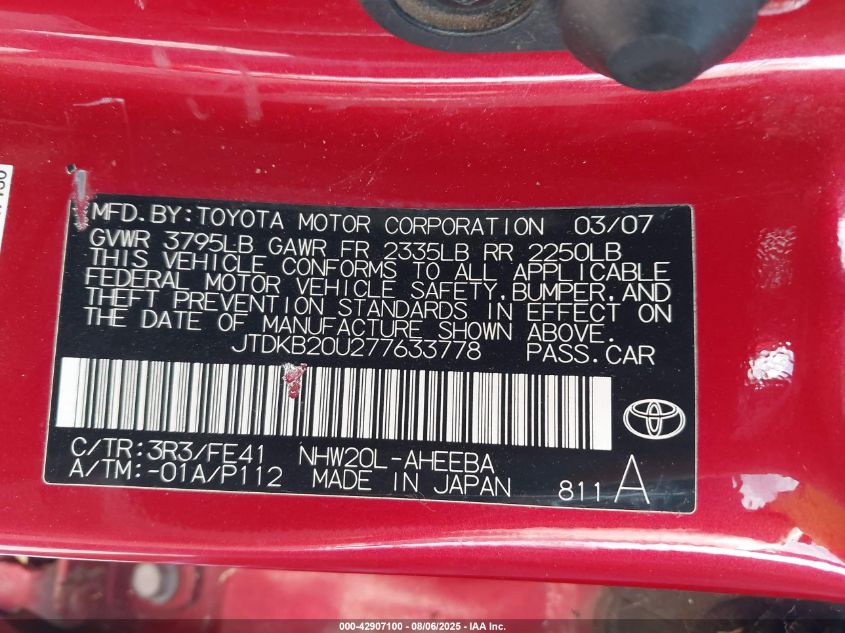 MFD. BY: TOYOTA MOTOR CORPORATION 03/07
GVWR 3795LB GAWR FR 2335LB RR 2250LB
THIS VEHICLE CONFORMS TO ALL APPLICABLE
FEDERAL MOTOR VEHICLE SAFETY, BUMPER, AND
THEFT PREVENTION STANDARDS IN EFFECT ON
THE DATE OF MANUFACTURE SHOWN ABOVE.
JTDKB20U277633778 PASS. CAR
C/TR: 3R3/FE41 NHW20L-AHEEBA
A/TM: -01A/P112 MADE IN JAPAN 811 A
000-42907100 - 08/06/2025 - IAA Inc.